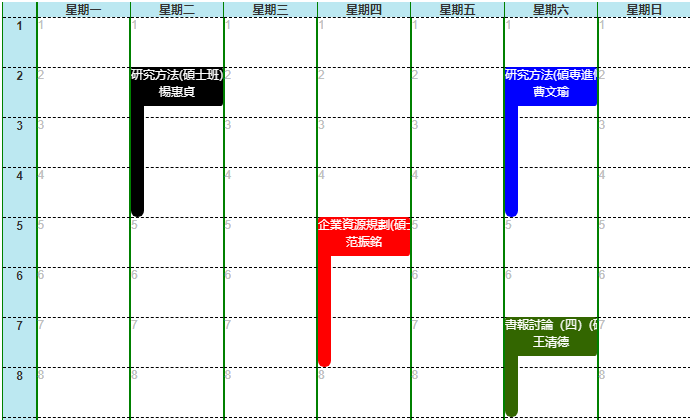 星期一 星期二 星期三 星期四 星期五 星期六 星期日
1 1 1 1 1 1 1 1
2 2 研究方法(碩士班) 2 2 2 研究方法(碩專進修 2
楊惠貞 曹文瑜
3 3 3 3 3 3
4 4 4 4 4 4
5 5 5 5 企業資源規劃(碩士 5 5 5
范振銘
6 6 6 6 6 6 6
7 7 7 7 7 書報討論（四）(碩 7
王清德
8 8 8 8 8 8 8